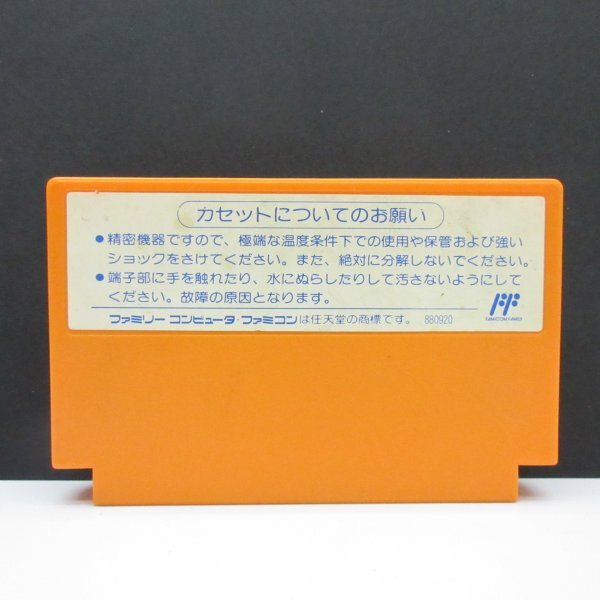 カセットについてのお願い
●精密機器ですので、極端な温度条件下での使用や保管および強い
ショックをさけてください。また、絶対に分解しないでください。
●端子部に手を触れたり、水にぬらしたりして汚さないようにして
ください。故障の原因となります。
FAMICOM FAMILY
ファミリー コンピュータ・ファミコンは任天堂の商標です。 880920